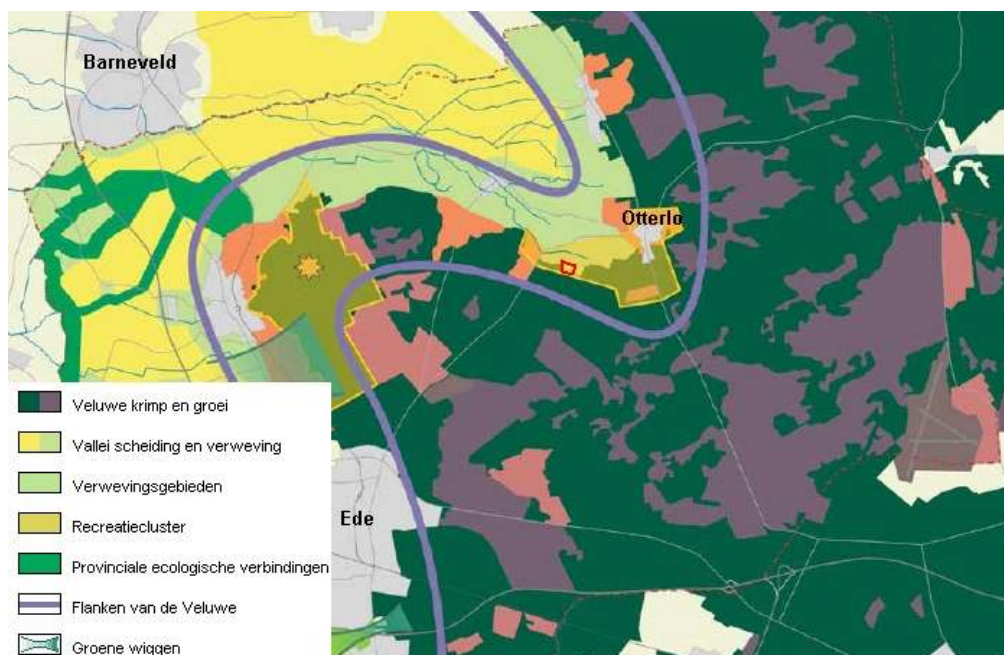 Barneveld
Otterlo
Ede
Veluwe krimp en groei
Vallei scheiding en verweving
Verwevingsgebieden
Recreatiecluster
Provinciale ecologische verbindingen
Flanken van de Veluwe
Groene wiggen